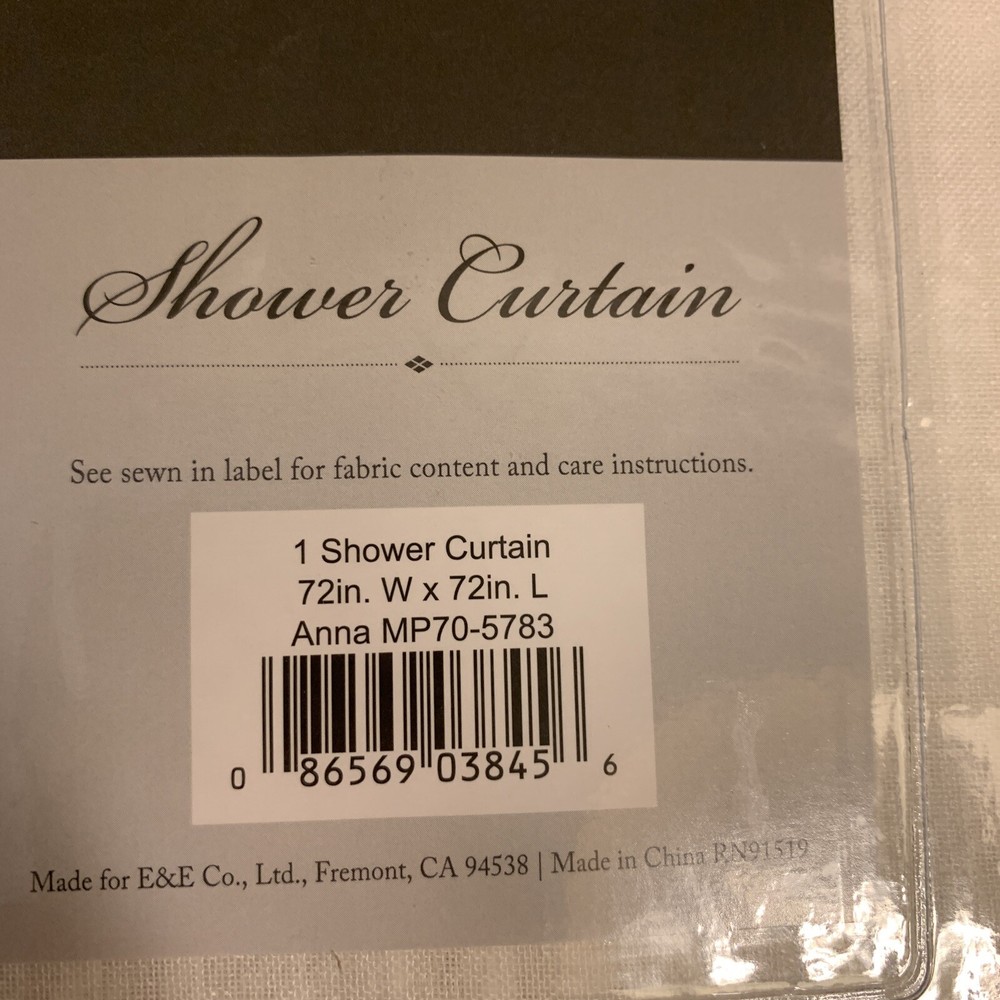 Shower Curtain
See sewn in label for fabric content and care instructions.
1 Shower Curtain
72in. W x 72in. L
Anna MP70-5783
0 86569 03845 6
Made for E&E Co., Ltd., Fremont, CA 94538 | Made in China RN91519